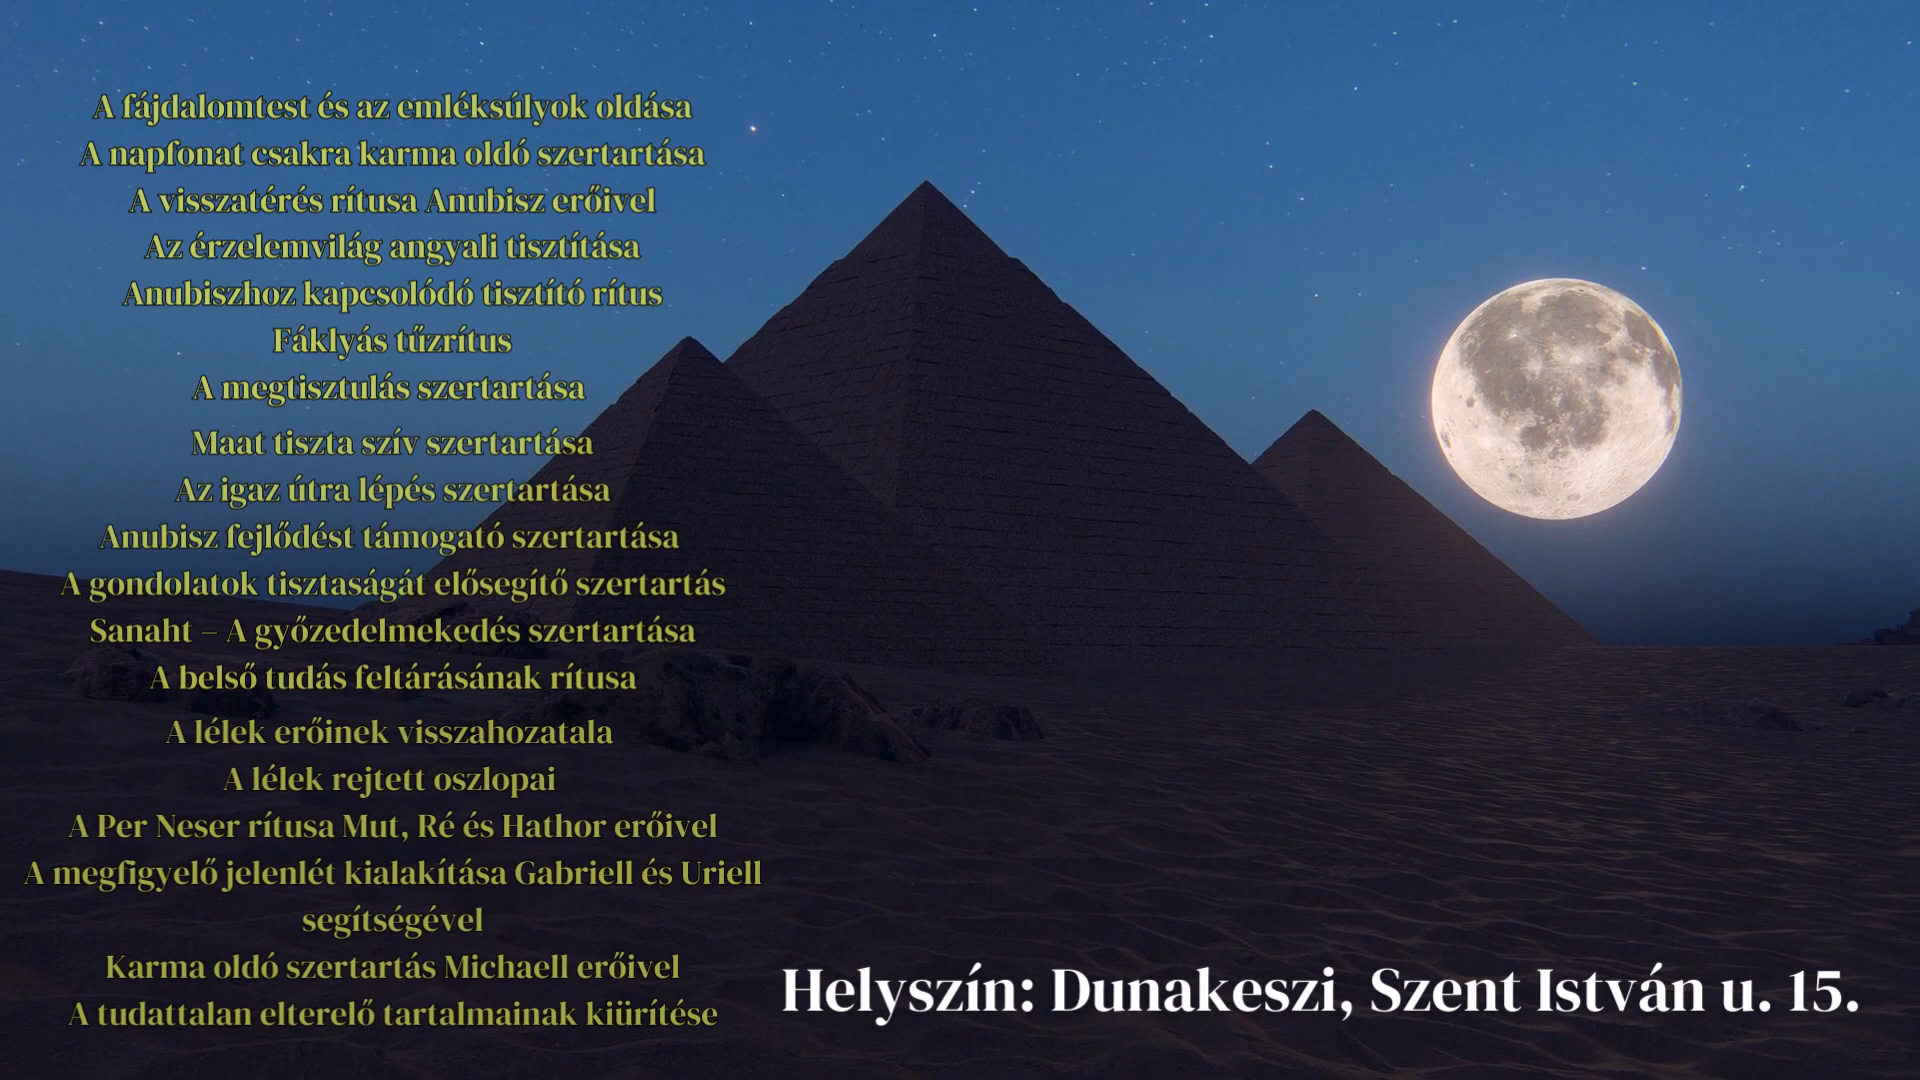 A fájdalomtest és az emléksúlyok oldása
A napfonat csakra karma oldó szertartása
A visszatérés rítusa Anubisz erőivel
Az érzelemvilág angyali tisztítása
Anubiszhoz kapcsolódó tisztító rítus
Fáklyás tűzrítus
A megtisztulás szertartása
Maat tiszta szív szertartása
Az igaz útra lépés szertartása
Anubisz fejlődést támogató szertartása
A gondolatok tisztaságát elősegítő szertartás
Sanaht – A győzedelmekedés szertartása
A belső tudás feltárásának rítusa
A lélek erőinek visszahozatala
A lélek rejtett oszlopai
A Per Neser rítusa Mut, Ré és Hathor erőivel
A megfigyelő jelenlét kialakítása Gabriell és Uriell
segítségével
Karma oldó szertartás Michaell erőivel
A tudattalan elterelő tartalmainak kiürítése
Helyszín: Dunakeszi, Szent István u. 15.